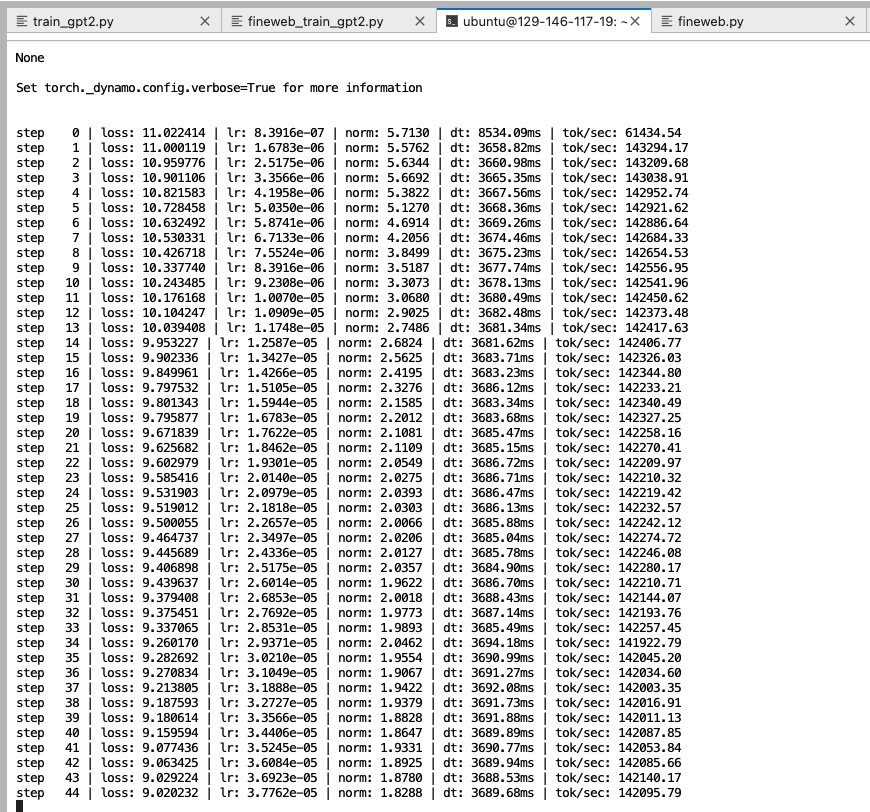 train_gpt2.py × fineweb_train_gpt2.py × ubuntu@129-146-117-19: ~ × fineweb.py ×
None
Set torch._dynamo.config.verbose=True for more information
step    0 | loss: 11.022414 | lr: 8.3916e-07 | norm: 5.7130 | dt: 8534.09ms | tok/sec: 61434.54
step    1 | loss: 11.000119 | lr: 1.6783e-06 | norm: 5.5762 | dt: 3658.82ms | tok/sec: 143294.17
step    2 | loss: 10.959776 | lr: 2.5175e-06 | norm: 5.6344 | dt: 3660.98ms | tok/sec: 143209.68
step    3 | loss: 10.901106 | lr: 3.3566e-06 | norm: 5.6692 | dt: 3665.35ms | tok/sec: 143038.91
step    4 | loss: 10.821583 | lr: 4.1958e-06 | norm: 5.3822 | dt: 3667.56ms | tok/sec: 142952.74
step    5 | loss: 10.728458 | lr: 5.0350e-06 | norm: 5.1270 | dt: 3668.36ms | tok/sec: 142921.62
step    6 | loss: 10.632492 | lr: 5.8741e-06 | norm: 4.6914 | dt: 3669.26ms | tok/sec: 142886.64
step    7 | loss: 10.530331 | lr: 6.7133e-06 | norm: 4.2056 | dt: 3674.46ms | tok/sec: 142684.33
step    8 | loss: 10.426718 | lr: 7.5524e-06 | norm: 3.8499 | dt: 3675.23ms | tok/sec: 142654.53
step    9 | loss: 10.337740 | lr: 8.3916e-06 | norm: 3.5187 | dt: 3677.74ms | tok/sec: 142556.95
step   10 | loss: 10.243485 | lr: 9.2308e-06 | norm: 3.3073 | dt: 3678.13ms | tok/sec: 142541.96
step   11 | loss: 10.176168 | lr: 1.0070e-05 | norm: 3.0680 | dt: 3680.49ms | tok/sec: 142450.62
step   12 | loss: 10.104247 | lr: 1.0909e-05 | norm: 2.9025 | dt: 3682.48ms | tok/sec: 142373.48
step   13 | loss: 10.039408 | lr: 1.1748e-05 | norm: 2.7486 | dt: 3681.34ms | tok/sec: 142417.63
step   14 | loss: 9.953227 | lr: 1.2587e-05 | norm: 2.6824 | dt: 3681.62ms | tok/sec: 142406.77
step   15 | loss: 9.902336 | lr: 1.3427e-05 | norm: 2.5625 | dt: 3683.71ms | tok/sec: 142326.03
step   16 | loss: 9.849961 | lr: 1.4266e-05 | norm: 2.4195 | dt: 3683.23ms | tok/sec: 142344.80
step   17 | loss: 9.797532 | lr: 1.5105e-05 | norm: 2.3276 | dt: 3686.12ms | tok/sec: 142233.21
step   18 | loss: 9.801343 | lr: 1.5944e-05 | norm: 2.1585 | dt: 3683.34ms | tok/sec: 142340.49
step   19 | loss: 9.795877 | lr: 1.6783e-05 | norm: 2.2012 | dt: 3683.68ms | tok/sec: 142327.25
step   20 | loss: 9.671839 | lr: 1.7622e-05 | norm: 2.1081 | dt: 3685.47ms | tok/sec: 142258.16
step   21 | loss: 9.625682 | lr: 1.8462e-05 | norm: 2.1109 | dt: 3685.15ms | tok/sec: 142270.41
step   22 | loss: 9.602979 | lr: 1.9301e-05 | norm: 2.0549 | dt: 3686.72ms | tok/sec: 142209.97
step   23 | loss: 9.585416 | lr: 2.0140e-05 | norm: 2.0275 | dt: 3686.71ms | tok/sec: 142210.32
step   24 | loss: 9.531903 | lr: 2.0979e-05 | norm: 2.0393 | dt: 3686.47ms | tok/sec: 142219.42
step   25 | loss: 9.519012 | lr: 2.1818e-05 | norm: 2.0303 | dt: 3686.13ms | tok/sec: 142232.57
step   26 | loss: 9.500055 | lr: 2.2657e-05 | norm: 2.0066 | dt: 3685.88ms | tok/sec: 142242.12
step   27 | loss: 9.464737 | lr: 2.3497e-05 | norm: 2.0206 | dt: 3685.04ms | tok/sec: 142274.72
step   28 | loss: 9.445689 | lr: 2.4336e-05 | norm: 2.0127 | dt: 3685.78ms | tok/sec: 142246.08
step   29 | loss: 9.406898 | lr: 2.5175e-05 | norm: 2.0357 | dt: 3684.90ms | tok/sec: 142280.17
step   30 | loss: 9.439637 | lr: 2.6014e-05 | norm: 1.9622 | dt: 3686.70ms | tok/sec: 142210.71
step   31 | loss: 9.379408 | lr: 2.6853e-05 | norm: 2.0018 | dt: 3688.43ms | tok/sec: 142144.07
step   32 | loss: 9.375451 | lr: 2.7692e-05 | norm: 1.9773 | dt: 3687.14ms | tok/sec: 142193.76
step   33 | loss: 9.337065 | lr: 2.8531e-05 | norm: 1.9893 | dt: 3685.49ms | tok/sec: 142257.45
step   34 | loss: 9.260170 | lr: 2.9371e-05 | norm: 2.0462 | dt: 3694.18ms | tok/sec: 141922.79
step   35 | loss: 9.282692 | lr: 3.0210e-05 | norm: 1.9554 | dt: 3690.99ms | tok/sec: 142045.20
step   36 | loss: 9.270834 | lr: 3.1049e-05 | norm: 1.9067 | dt: 3691.27ms | tok/sec: 142034.60
step   37 | loss: 9.213805 | lr: 3.1888e-05 | norm: 1.9422 | dt: 3692.08ms | tok/sec: 142003.35
step   38 | loss: 9.187593 | lr: 3.2727e-05 | norm: 1.9379 | dt: 3691.73ms | tok/sec: 142016.91
step   39 | loss: 9.180614 | lr: 3.3566e-05 | norm: 1.8828 | dt: 3691.88ms | tok/sec: 142011.13
step   40 | loss: 9.159594 | lr: 3.4406e-05 | norm: 1.8647 | dt: 3689.89ms | tok/sec: 142087.85
step   41 | loss: 9.077436 | lr: 3.5245e-05 | norm: 1.9331 | dt: 3690.77ms | tok/sec: 142053.84
step   42 | loss: 9.063425 | lr: 3.6084e-05 | norm: 1.8925 | dt: 3689.94ms | tok/sec: 142085.66
step   43 | loss: 9.029224 | lr: 3.6923e-05 | norm: 1.8780 | dt: 3688.53ms | tok/sec: 142140.17
step   44 | loss: 9.020232 | lr: 3.7762e-05 | norm: 1.8288 | dt: 3689.68ms | tok/sec: 142095.79